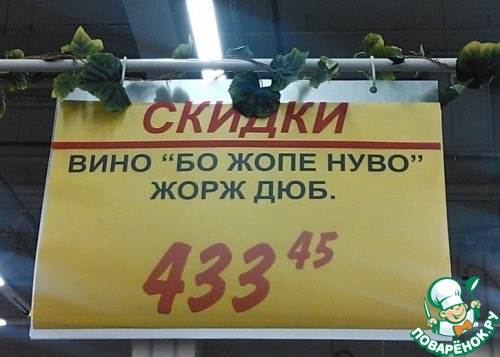 СКИДКИ
ВИНО “БО ЖОПЕ НУВО”
ЖОРЖ ДЮБ.
433 45
ПОВАРЁНОК.РУ